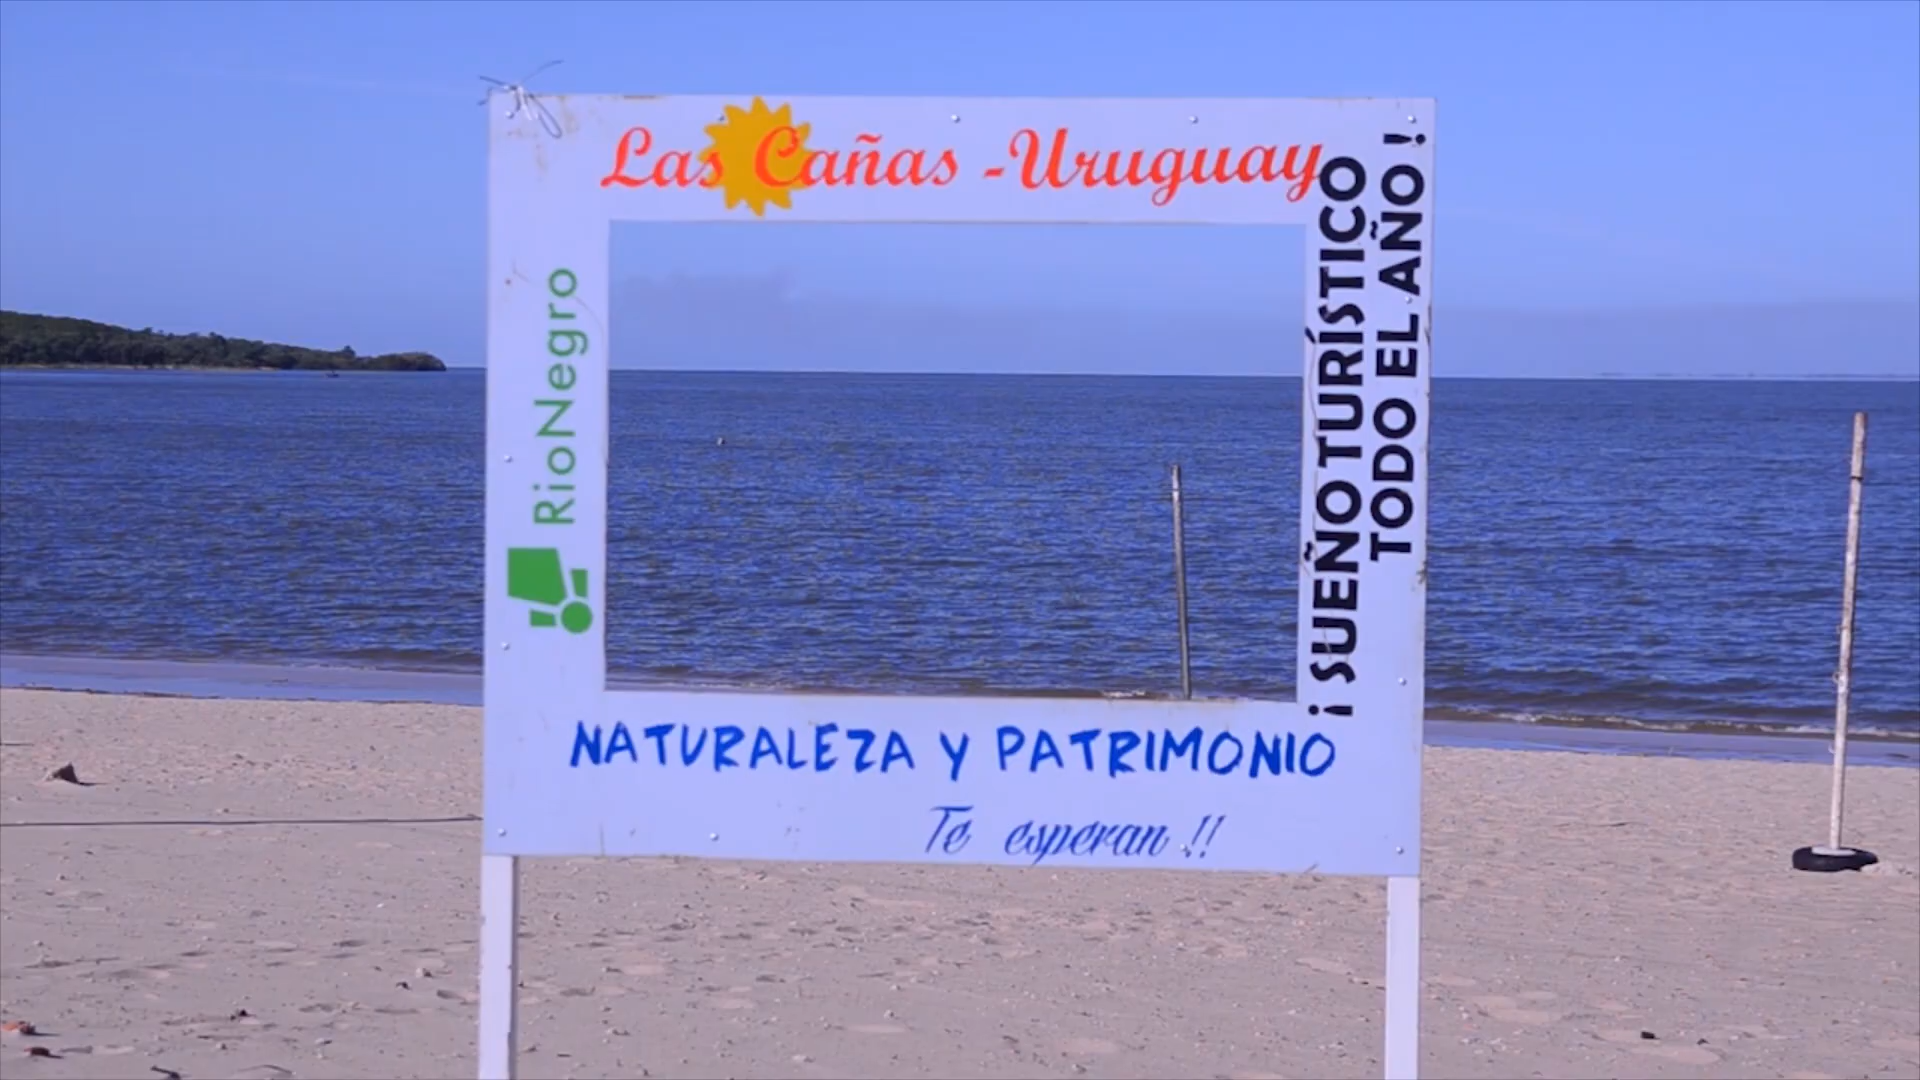 Las Cañas - Uruguay
RioNegro
¡SUEÑO TURÍSTICO
TODO EL AÑO!
NATURALEZA Y PATRIMONIO
Te esperan!!